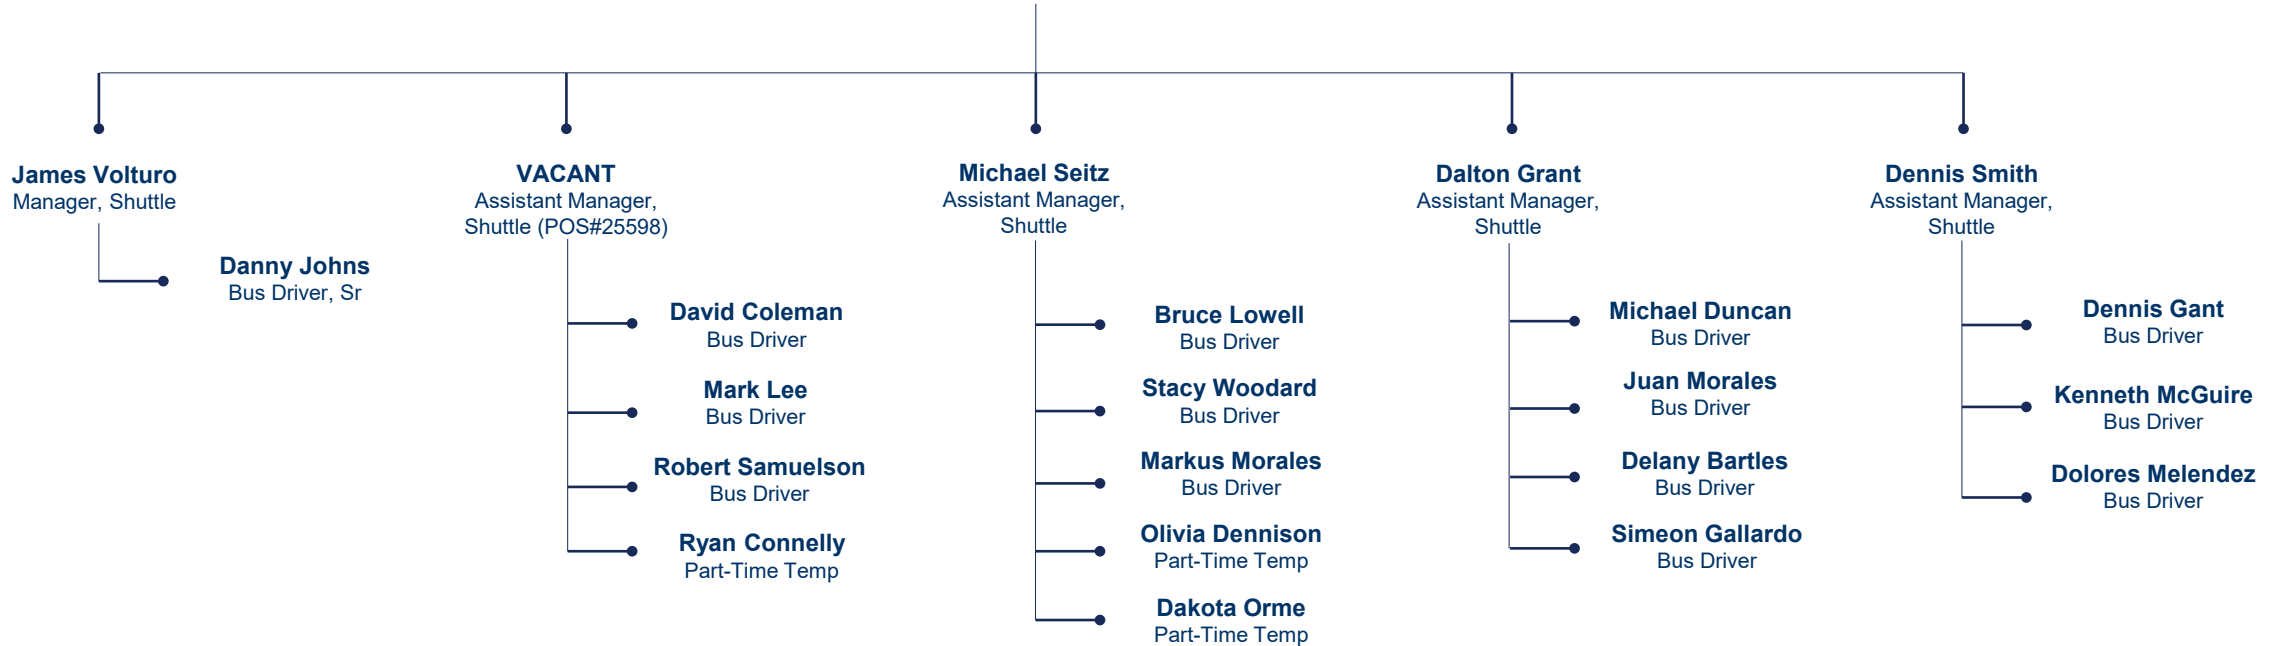 James Volturo
Manager, Shuttle
Danny Johns
Bus Driver, Sr
VACANT
Assistant Manager,
Shuttle (POS#25598)
David Coleman
Bus Driver
Mark Lee
Bus Driver
Robert Samuelson
Bus Driver
Ryan Connelly
Part-Time Temp
Michael Seitz
Assistant Manager,
Shuttle
Bruce Lowell
Bus Driver
Stacy Woodard
Bus Driver
Markus Morales
Bus Driver
Olivia Dennison
Part-Time Temp
Dakota Orme
Part-Time Temp
Dalton Grant
Assistant Manager,
Shuttle
Michael Duncan
Bus Driver
Juan Morales
Bus Driver
Delany Bartles
Bus Driver
Simeon Gallardo
Bus Driver
Dennis Smith
Assistant Manager,
Shuttle
Dennis Gant
Bus Driver
Kenneth McGuire
Bus Driver
Dolores Melendez
Bus Driver